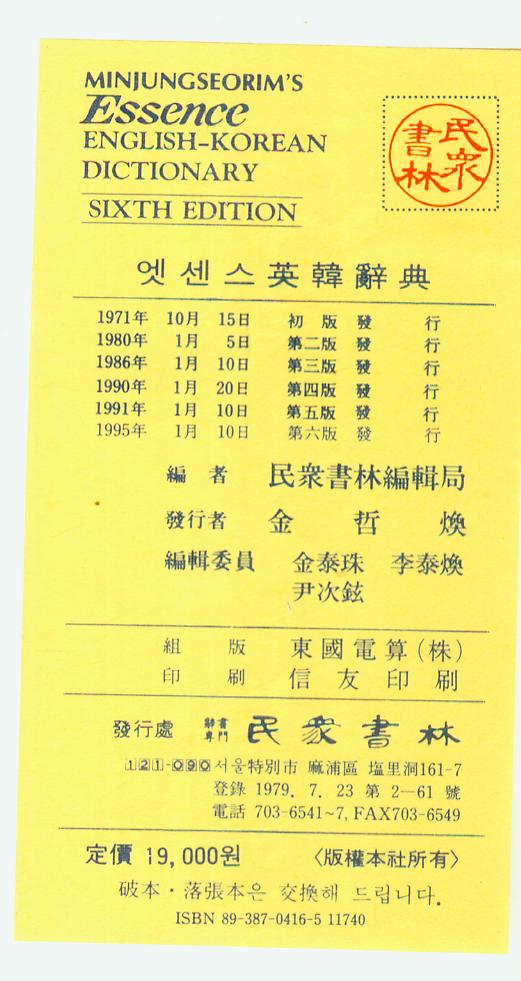 MINJUNGSEORIM'S
Essence
ENGLISH-KOREAN
DICTIONARY
SIXTH EDITION
民衆
書林
엣센스英韓辭典
1971年 10月 15日 初版發行
1980年 1月 5日 第二版發行
1986年 1月 10日 第三版發行
1990年 1月 20日 第四版發行
1991年 1月 10日 第五版發行
1995年 1月 10日 第六版發行
編者 民衆書林編輯局
發行者 金哲煥
編輯委員 金泰珠 李泰煥
尹次鉉
組版 東國電算(株)
印刷 信友印刷
發行處 辭書專門 民衆書林
121-090 서울特別市 麻浦區 塩里洞161-7
登錄 1979. 7. 23 第 2—61 號
電話 703-6541~7, FAX703-6549
定價 19,000원 〈版權本社所有〉
破本·落張本은 交換해 드립니다.
ISBN 89-387-0416-5 11740